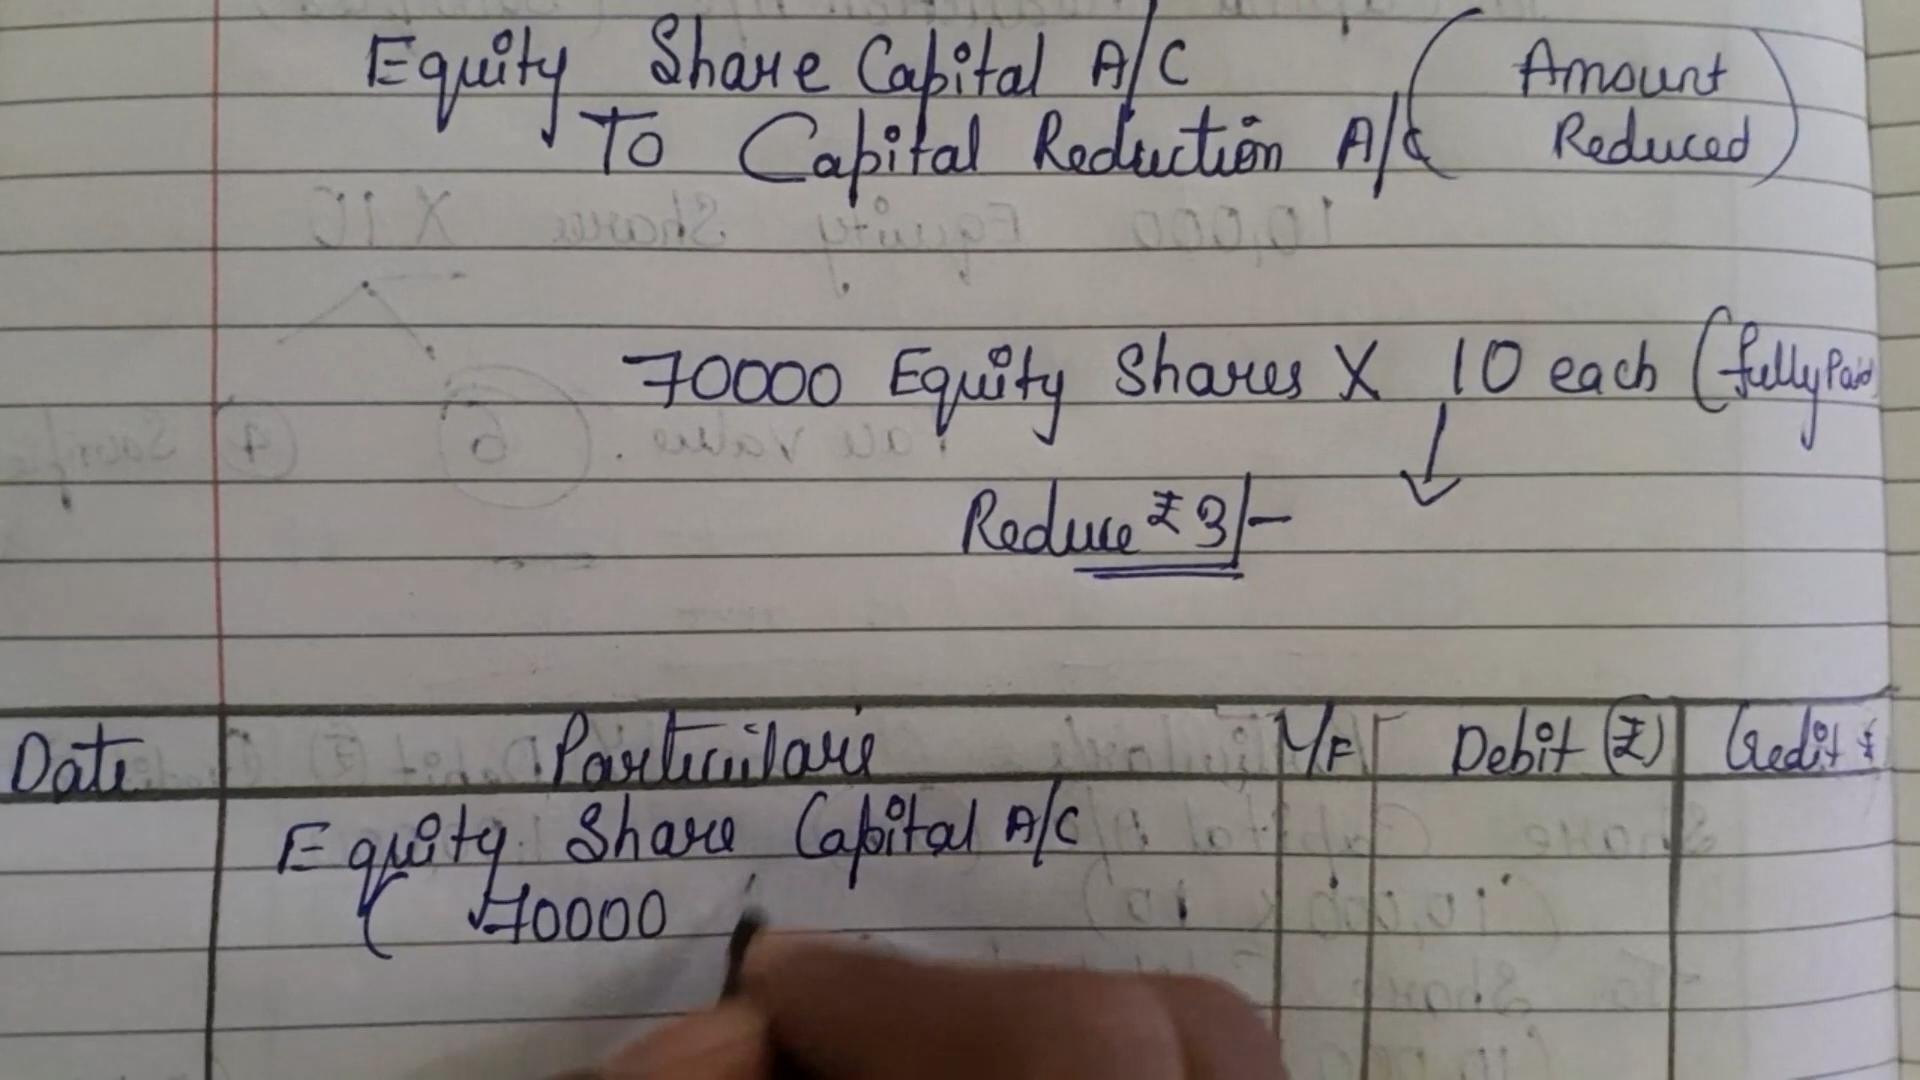 Equity Share Capital A/C
To Capital Reduction A/C (Amount Reduced)
70000 Equity Shares X 10 each (fully Paid
Reduce ₹ 3/-
Date Particulars L/F Debit (₹) Credit ₹
Equity Share Capital A/C
( 70000